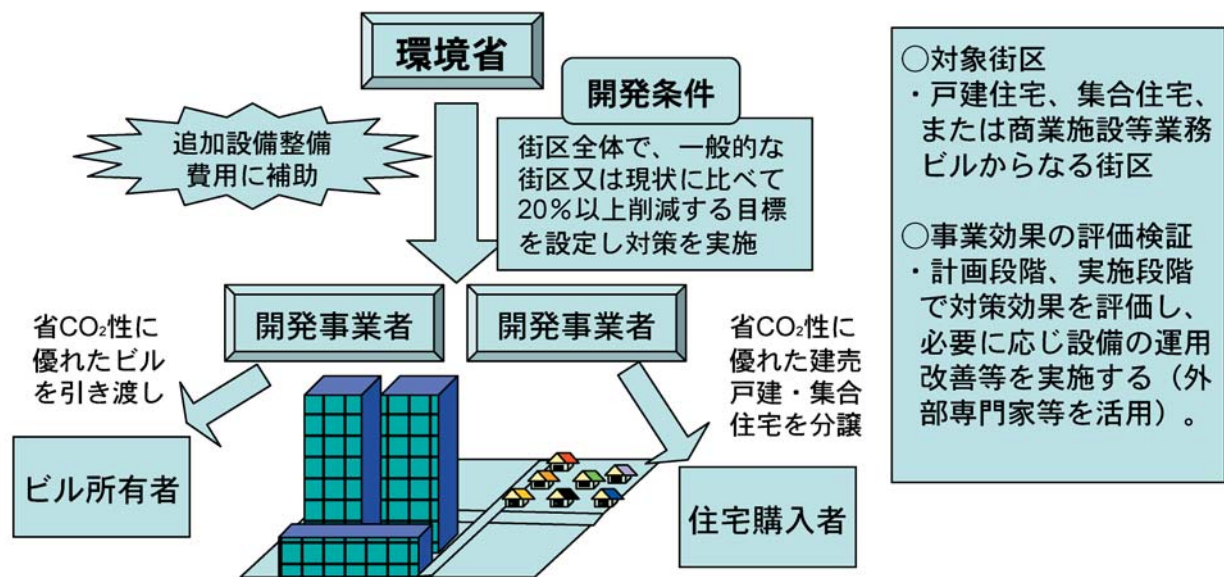 環境省
開発条件
追加設備整備
費用に補助
街区全体で、一般的な
街区又は現状に比べて
20％以上削減する目標
を設定し対策を実施
開発事業者
開発事業者
省CO₂性に
優れたビル
を引き渡し
省CO₂性に
優れた建売
戸建・集合
住宅を分譲
ビル所有者
住宅購入者
○対象街区
・戸建住宅、集合住宅、
または商業施設等業務
ビルからなる街区
○事業効果の評価検証
・計画段階、実施段階
で対策効果を評価し、
必要に応じ設備の運用
改善等を実施する（外
部専門家等を活用）。